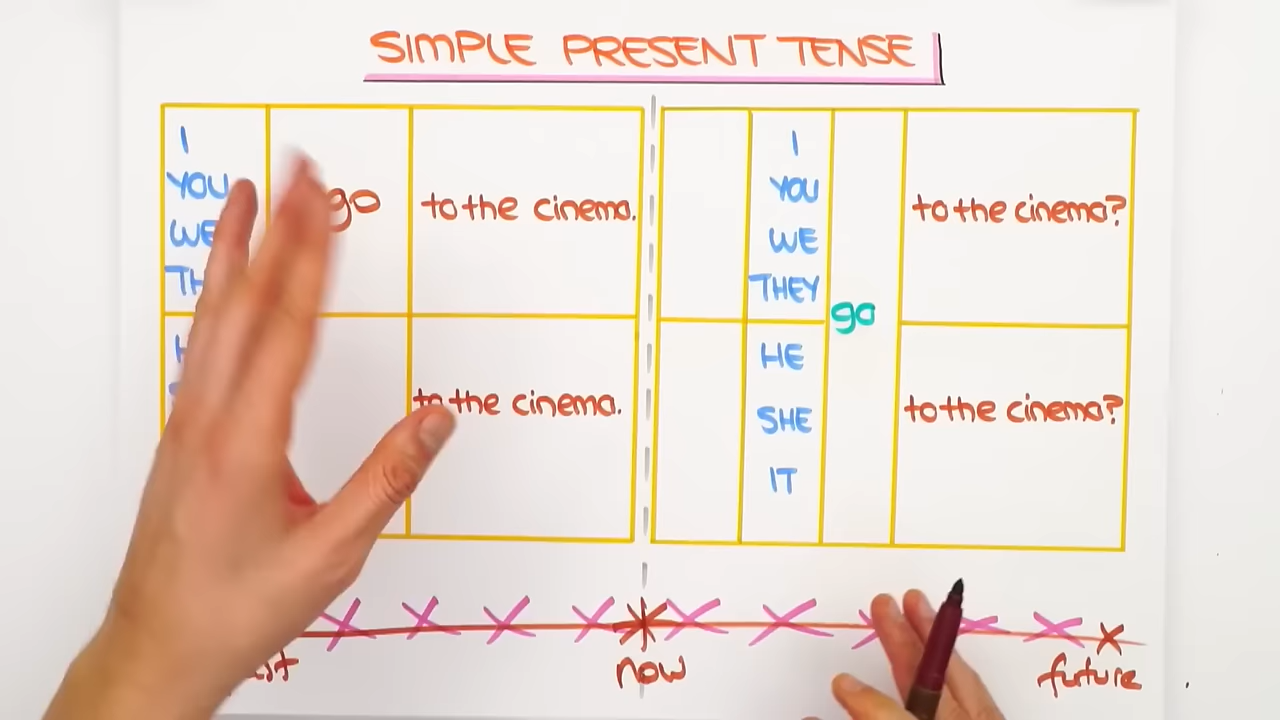 SIMPLE PRESENT TENSE
I
YOU
WE
go
to the cinema.
to the cinema.
I
YOU
WE
THEY
HE
SHE
IT
go
to the cinema?
to the cinema?
now
future